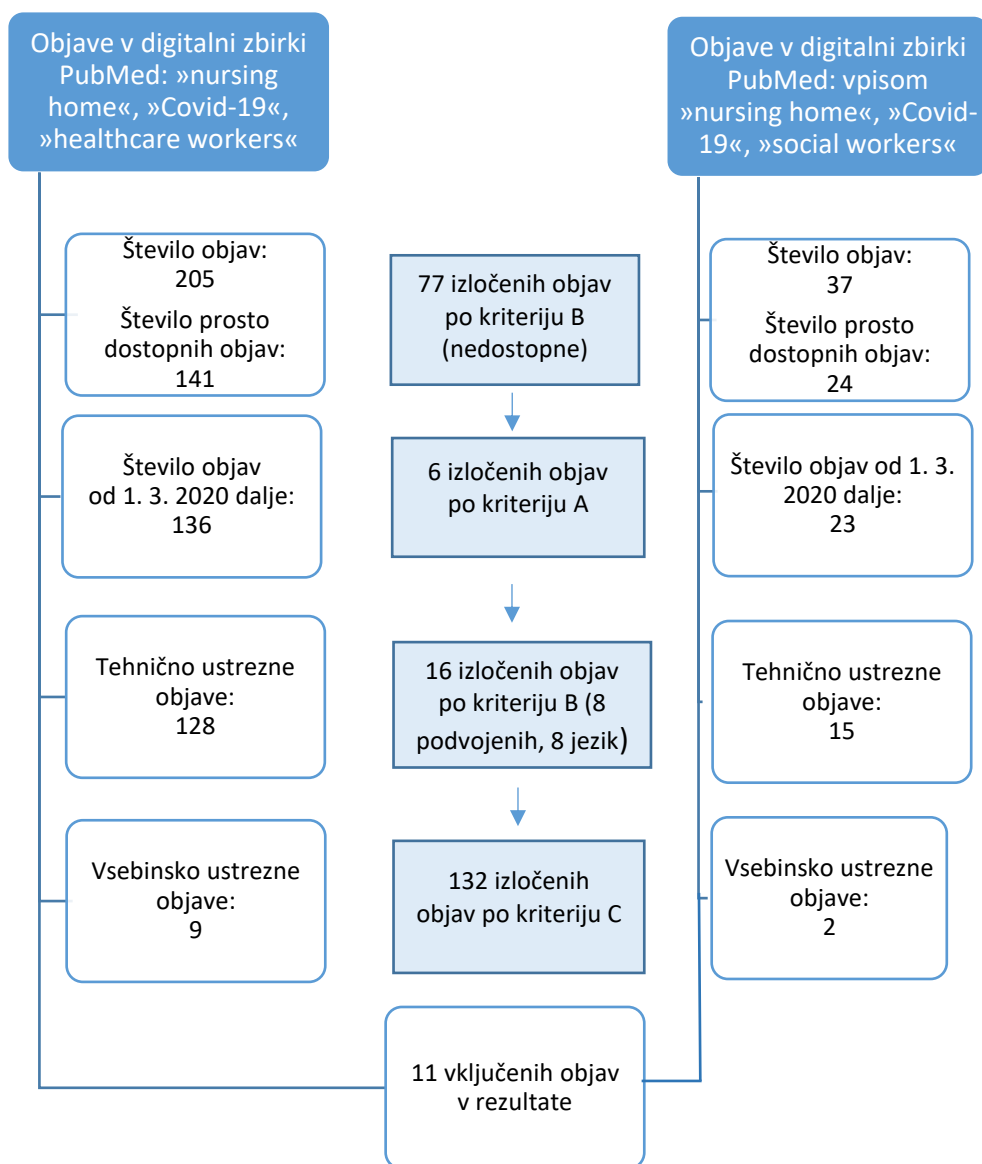 Objave v digitalni zbirki
PubMed: »nursing
home«, »Covid-19«,
»healthcare workers«
Objave v digitalni zbirki
PubMed: vpisom
»nursing home«, »Covid-
19«, »social workers«
Število objav:
205
Število prosto
dostopnih objav:
141
77 izločenih objav
po kriteriju B
(nedostopne)
Število objav:
37
Število prosto
dostopnih objav:
24
Število objav
od 1. 3. 2020 dalje:
136
6 izločenih objav
po kriteriju A
Število objav od 1. 3.
2020 dalje:
23
Tehnično ustrezne
objave:
128
16 izločenih objav
po kriteriju B (8
podvojenih, 8 jezik)
Tehnično ustrezne
objave:
15
Vsebinsko ustrezne
objave:
9
132 izločenih
objav po kriteriju C
Vsebinsko ustrezne
objave:
2
11 vključenih objav
v rezultate